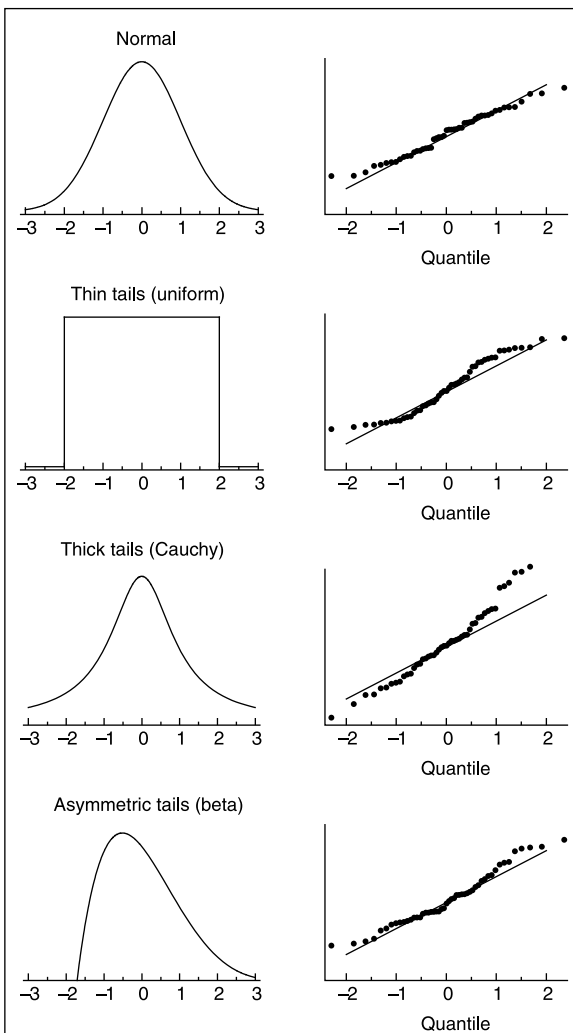 Normal
–3 –2 –1 0 1 2 3
–2 –1 0 1 2
Quantile
Thin tails (uniform)
–3 –2 –1 0 1 2 3
–2 –1 0 1 2
Quantile
Thick tails (Cauchy)
–3 –2 –1 0 1 2 3
–2 –1 0 1 2
Quantile
Asymmetric tails (beta)
–3 –2 –1 0 1 2 3
–2 –1 0 1 2
Quantile